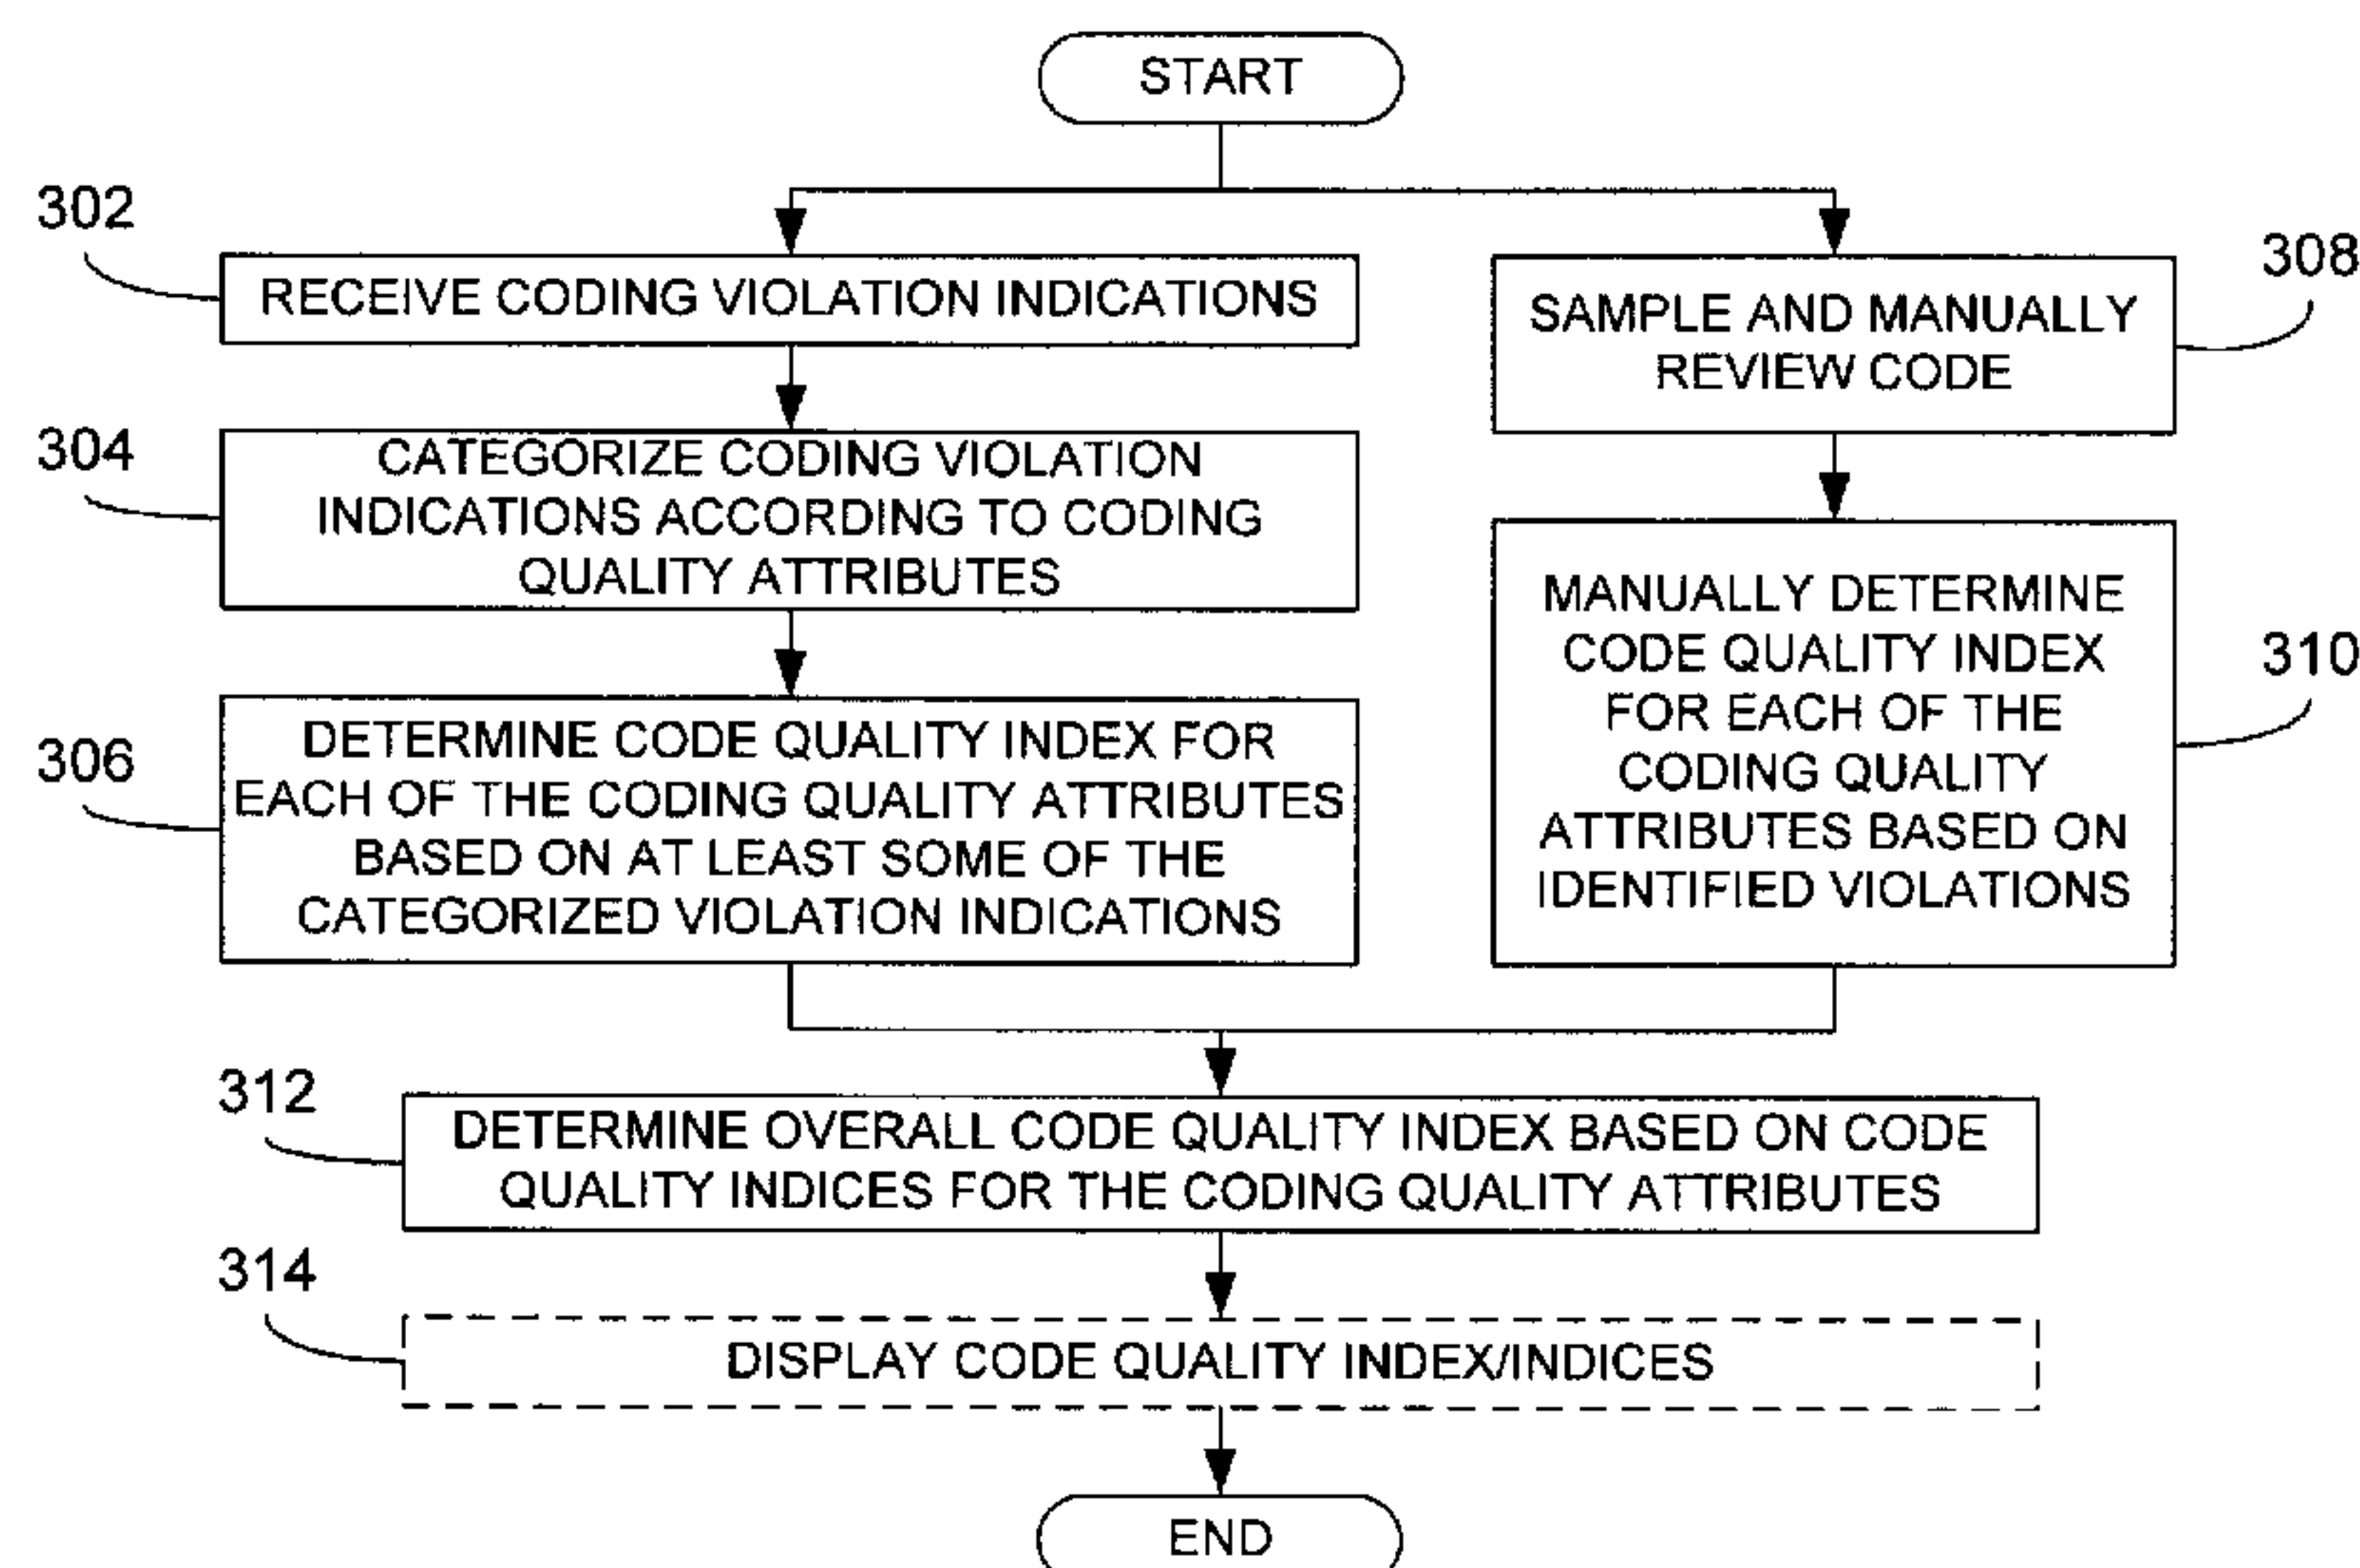 START
302
RECEIVE CODING VIOLATION INDICATIONS
304
CATEGORIZE CODING VIOLATION
INDICATIONS ACCORDING TO CODING
QUALITY ATTRIBUTES
306
DETERMINE CODE QUALITY INDEX FOR
EACH OF THE CODING QUALITY ATTRIBUTES
BASED ON AT LEAST SOME OF THE
CATEGORIZED VIOLATION INDICATIONS
308
SAMPLE AND MANUALLY
REVIEW CODE
310
MANUALLY DETERMINE
CODE QUALITY INDEX
FOR EACH OF THE
CODING QUALITY
ATTRIBUTES BASED ON
IDENTIFIED VIOLATIONS
312
DETERMINE OVERALL CODE QUALITY INDEX BASED ON CODE
QUALITY INDICES FOR THE CODING QUALITY ATTRIBUTES
314
DISPLAY CODE QUALITY INDEX/INDICES
END